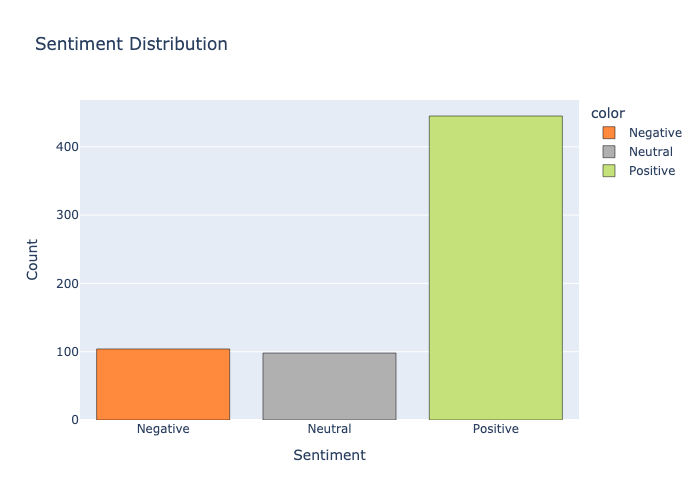 Sentiment Distribution
color
Negative
Neutral
Positive
400
300
200
100
0
Count
Negative Neutral Positive
Sentiment